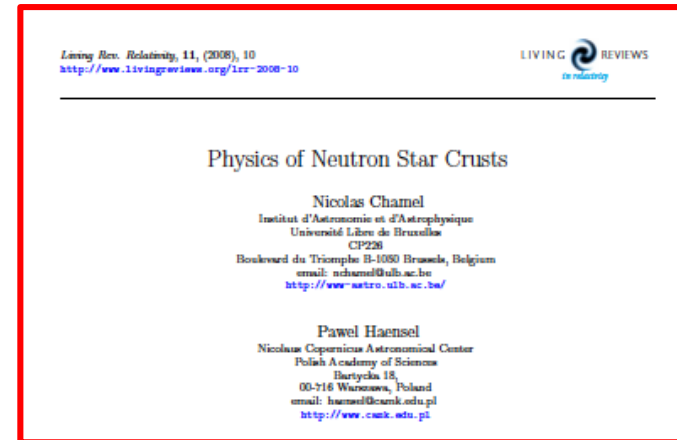 Living Rev. Relativity, 11, (2008), 10
http://www.livingreviews.org/lrr-2008-10
LIVING REVIEWS
in relativity
Physics of Neutron Star Crusts
Nicolas Chamel
Institut d'Astronomie et d'Astrophysique
Université Libre de Bruxelles
CP226
Boulevard du Triomphe B-1050 Brussels, Belgium
email: nchamel@ulb.ac.be
http://www-astro.ulb.ac.be/
Pawel Haensel
Nicolaus Copernicus Astronomical Center
Polish Academy of Sciences
Bartycka 18,
00-716 Warszawa, Poland
email: haensel@camk.edu.pl
http://www.camk.edu.pl